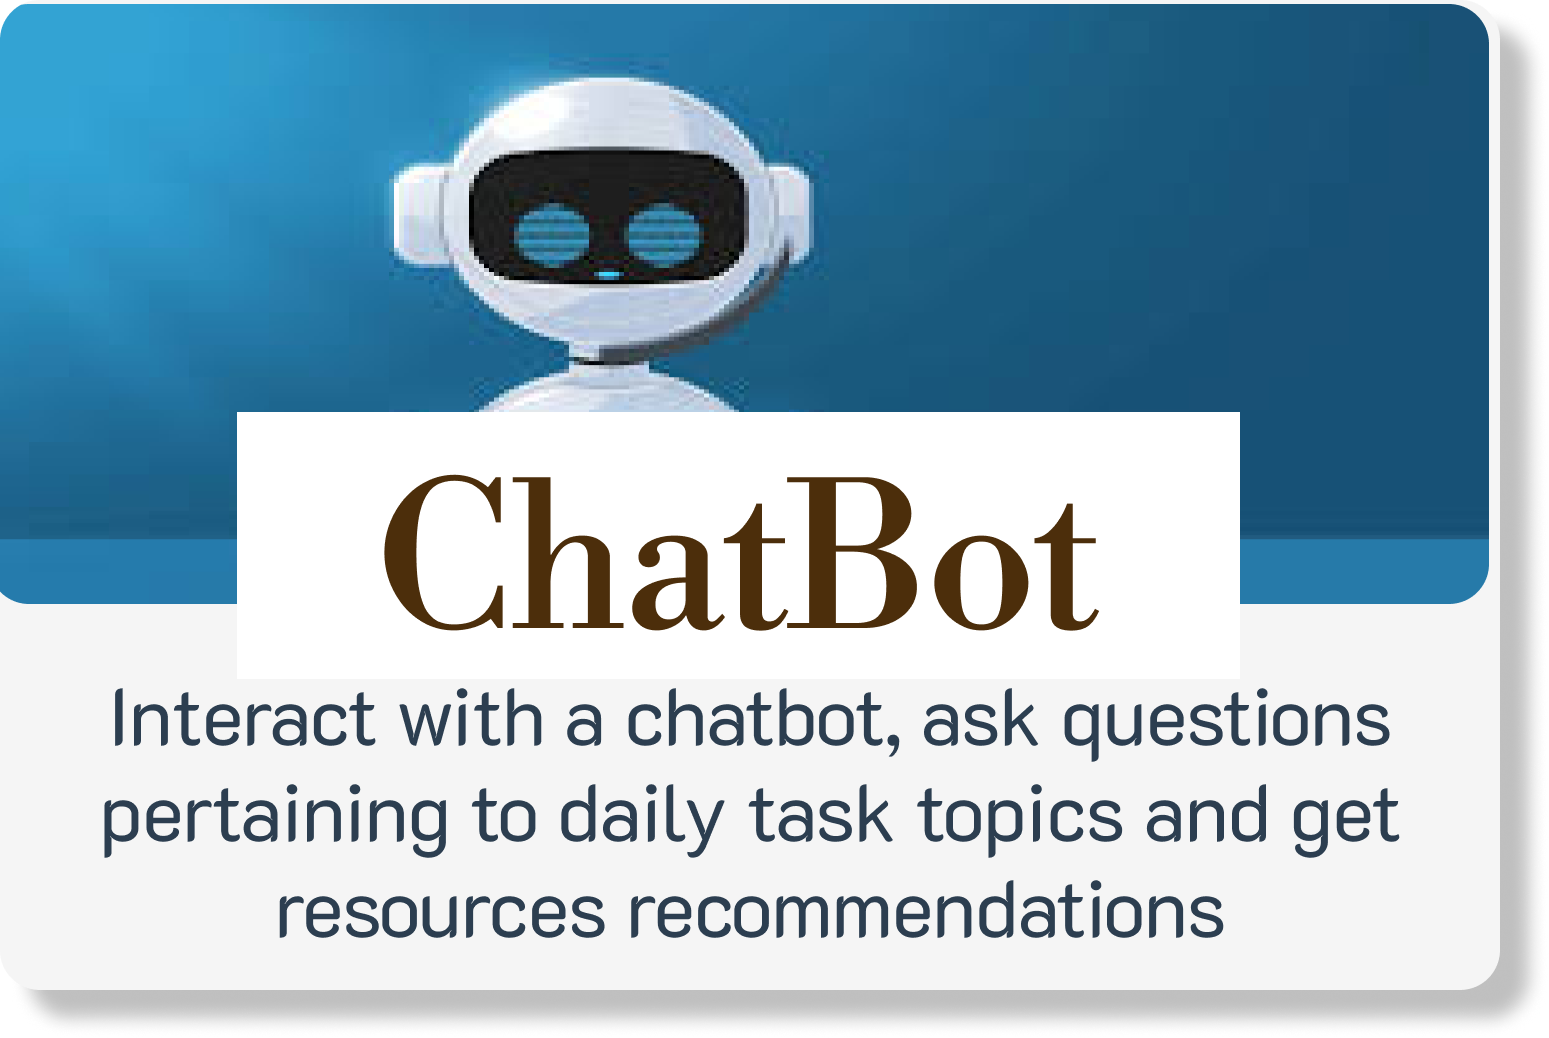 ChatBot
Interact with a chatbot, ask questions
pertaining to daily task topics and get
resources recommendations